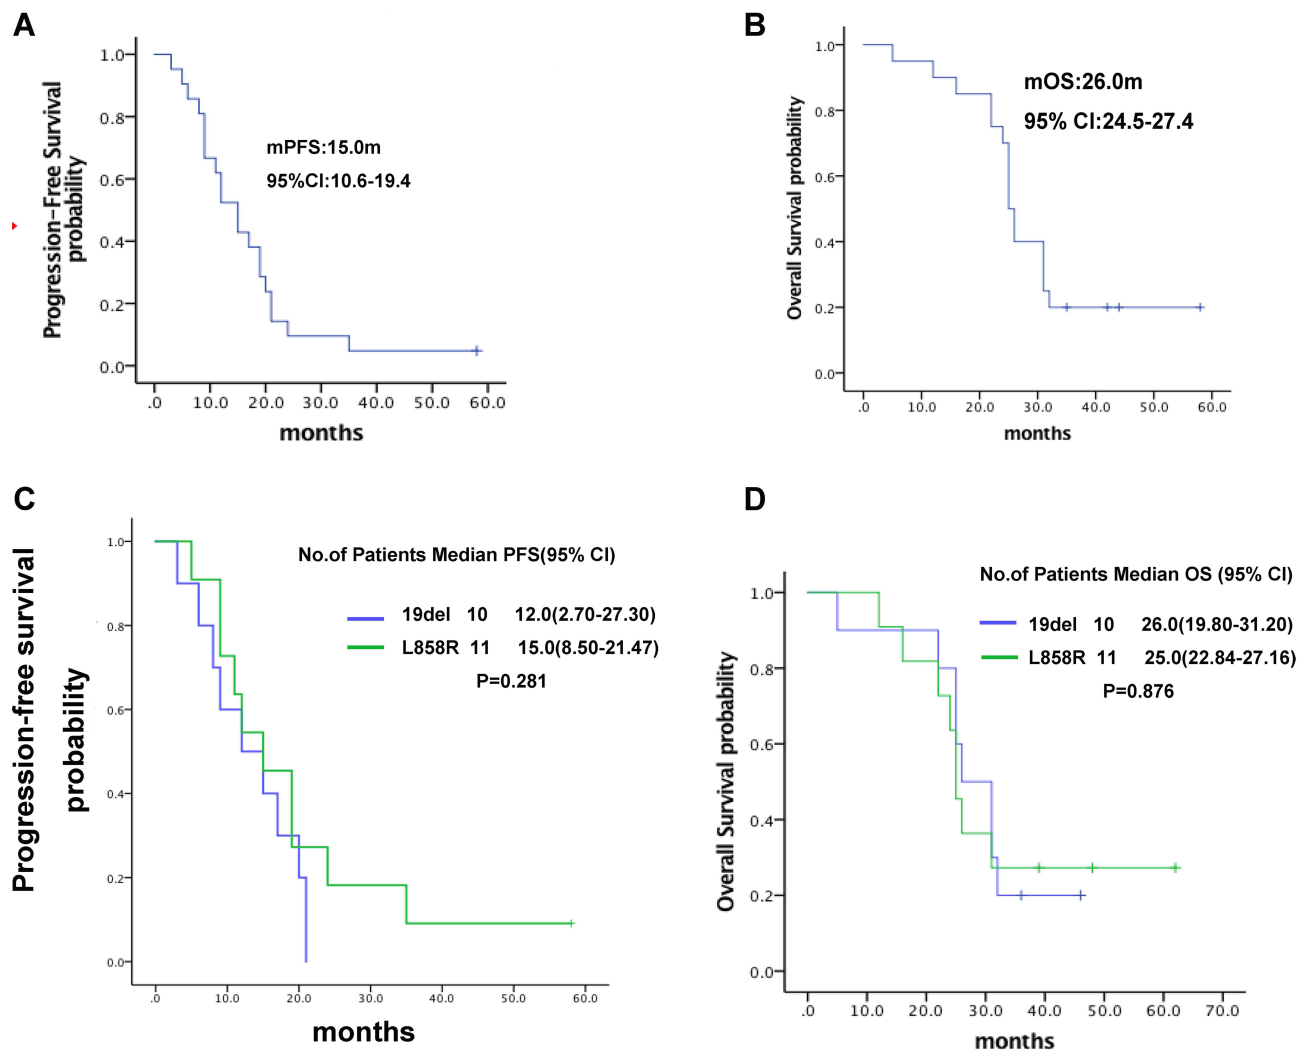 A
Progression-Free Survival
probability
1.0
0.8
0.6
0.4
0.2
0.0
mPFS:15.0m
95%CI:10.6-19.4
.0 10.0 20.0 30.0 40.0 50.0 60.0
months
B
Overall Survival probability
1.0
0.8
0.6
0.4
0.2
0.0
mOS:26.0m
95% CI:24.5-27.4
.0 10.0 20.0 30.0 40.0 50.0 60.0
months
C
Progression-free survival
probability
1.0
0.8
0.6
0.4
0.2
0.0
No.of Patients Median PFS(95% CI)
19del 10 12.0(2.70-27.30)
L858R 11 15.0(8.50-21.47)
P=0.281
.0 10.0 20.0 30.0 40.0 50.0 60.0
months
D
Overall Survival probability
1.0
0.8
0.6
0.4
0.2
0.0
No.of Patients Median OS (95% CI)
19del 10 26.0(19.80-31.20)
L858R 11 25.0(22.84-27.16)
P=0.876
.0 10.0 20.0 30.0 40.0 50.0 60.0 70.0
months